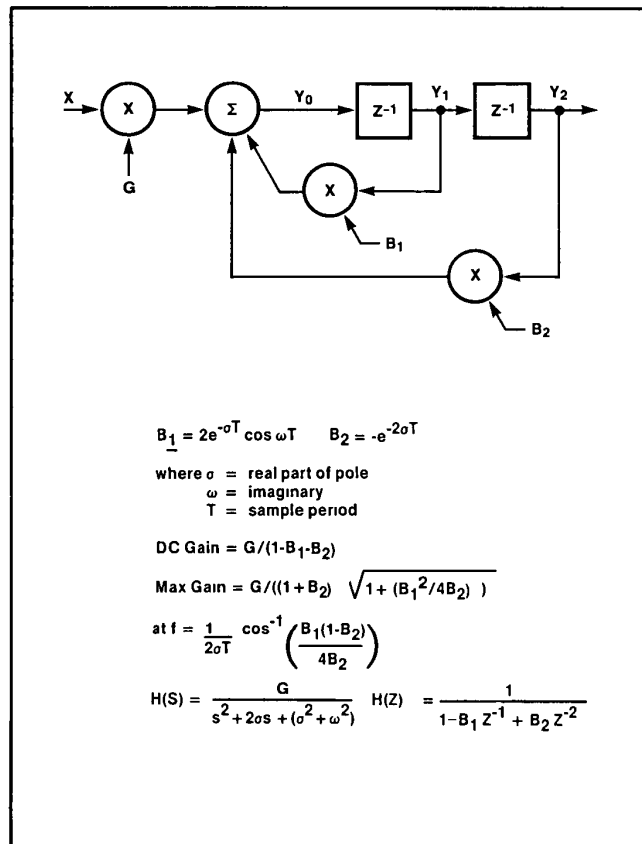 X X Σ Y₀ Z⁻¹ Y₁ Z⁻¹ Y₂
G
X
B₁
X
B₂
B₁ = 2e^-σT cos ωT B₂ = -e^-2σT
where σ = real part of pole
ω = imaginary
T = sample period
DC Gain = G/(1-B₁-B₂)
Max Gain = G/((1+B₂) √(1 + (B₁²/4B₂) )
at f = 1/2σT cos⁻¹ (B₁(1-B₂)/4B₂)
H(S) = G/s² + 2σs + (σ² + ω²) H(Z) = 1/1-B₁ Z⁻¹ + B₂ Z⁻²